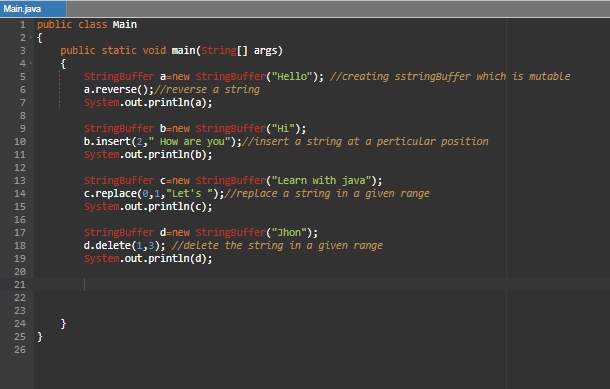 Main.java
1 public class Main
2 {
3 public static void main(String[] args)
4 {
5 StringBuffer a=new StringBuffer("Hello"); //creating sstringBuffer which is mutable
6 a.reverse();//reverse a string
7 System.out.println(a);
8
9 StringBuffer b=new StringBuffer("Hi");
10 b.insert(2," How are you");//insert a string at a perticular position
11 System.out.println(b);
12
13 StringBuffer c=new StringBuffer("Learn with java");
14 c.replace(0,1,"Let's ");//replace a string in a given range
15 System.out.println(c);
16
17 StringBuffer d=new StringBuffer("Jhon");
18 d.delete(1,3); //delete the string in a given range
19 System.out.println(d);
20
21
22
23
24 }
25 }
26